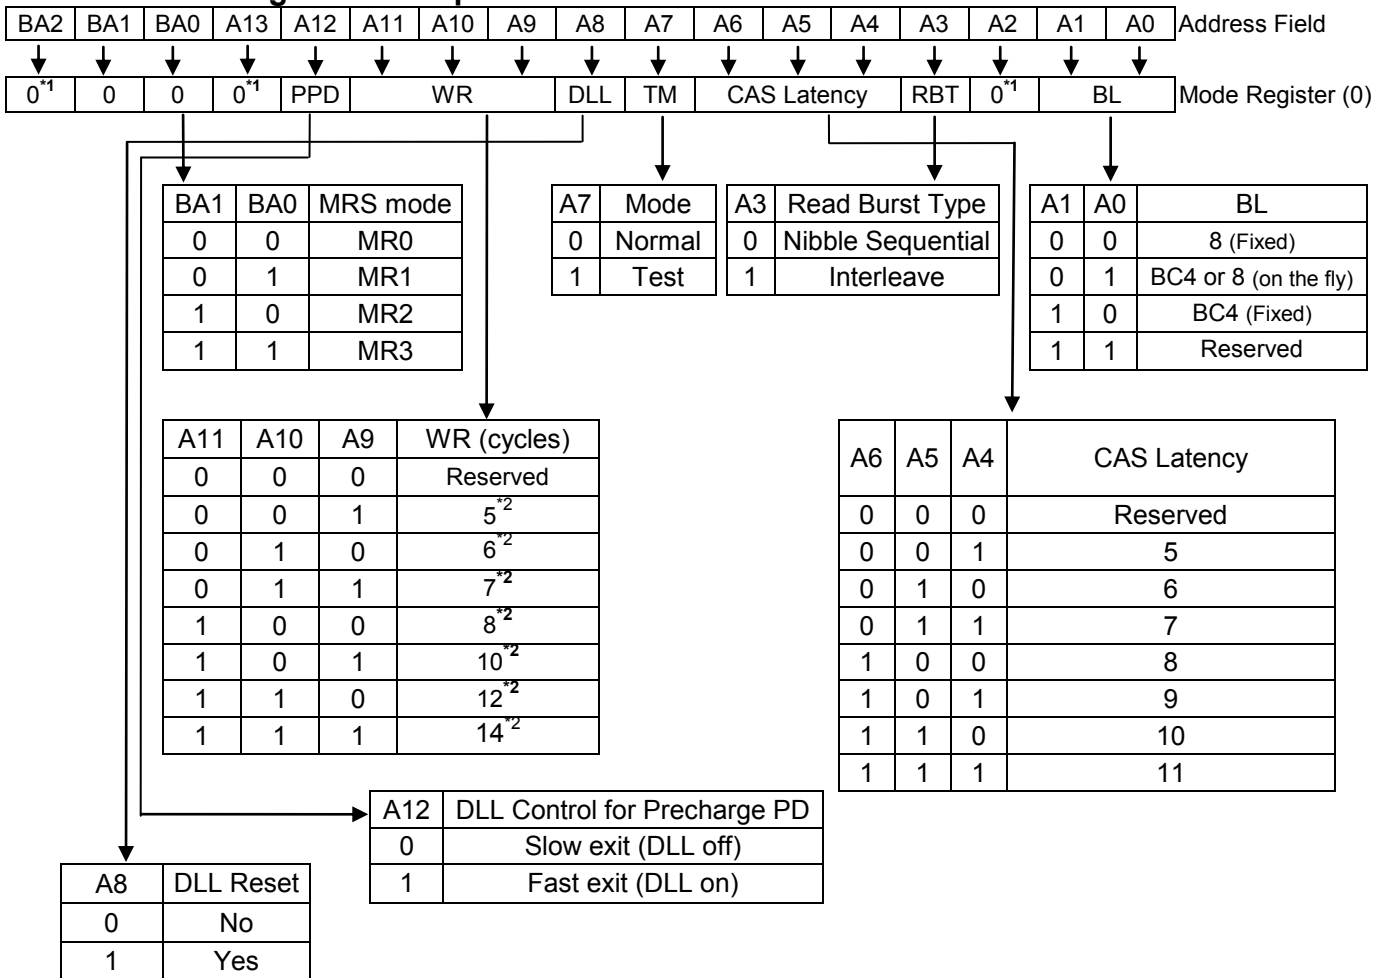 BA2 BA1 BA0 A13 A12 A11 A10 A9 A8 A7 A6 A5 A4 A3 A2 A1 A0 Address Field
0*1 0 0 0*1 PPD WR DLL TM CAS Latency RBT 0*1 BL Mode Register (0)
BA1 BA0 MRS mode
0 0 MR0
0 1 MR1
1 0 MR2
1 1 MR3
A7 Mode
0 Normal
1 Test
A3 Read Burst Type
0 Nibble Sequential
1 Interleave
A1 A0 BL
0 0 8 (Fixed)
0 1 BC4 or 8 (on the fly)
1 0 BC4 (Fixed)
1 1 Reserved
A11 A10 A9 WR (cycles)
0 0 0 Reserved
0 0 1 5*2
0 1 0 6*2
0 1 1 7*2
1 0 0 8*2
1 0 1 10*2
1 1 0 12*2
1 1 1 14*2
A6 A5 A4 CAS Latency
0 0 0 Reserved
0 0 1 5
0 1 0 6
0 1 1 7
1 0 0 8
1 0 1 9
1 1 0 10
1 1 1 11
A12 DLL Control for Precharge PD
0 Slow exit (DLL off)
1 Fast exit (DLL on)
A8 DLL Reset
0 No
1 Yes